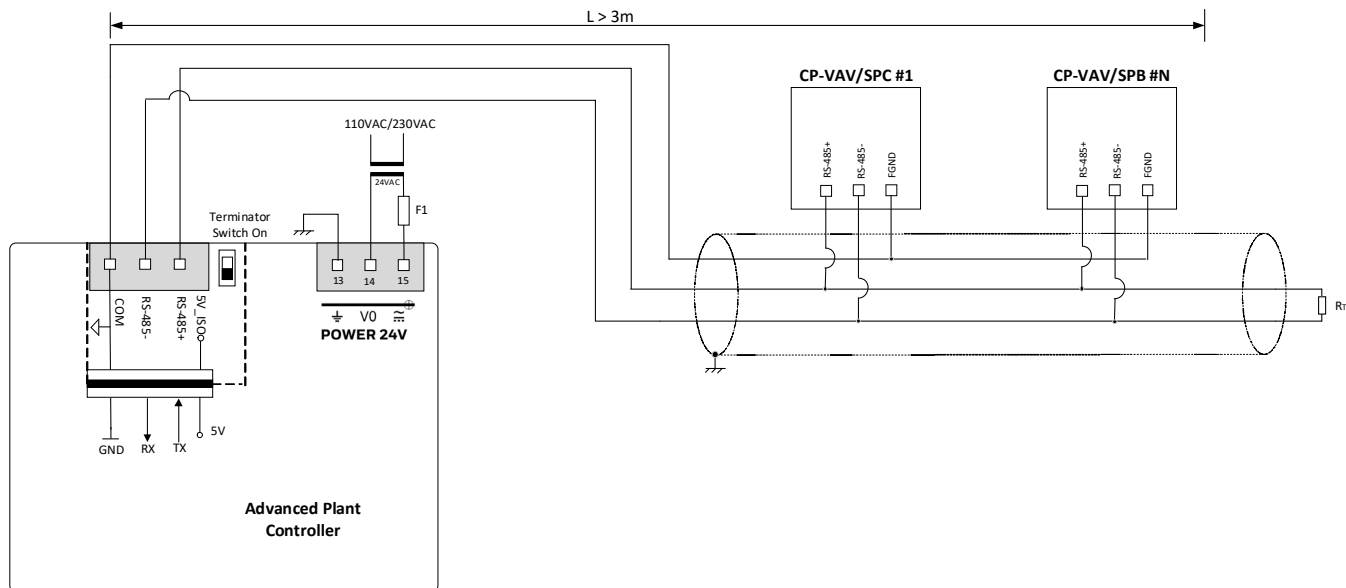 L > 3m
CP-VAV/SPC #1
CP-VAV/SPB #N
110VAC/230VAC
24VAC
F1
RS-485+
RS-485-
FGND
RS-485+
RS-485-
FGND
Terminator
Switch On
13
14
15
COM
RS-485-
RS-485+
5V_ISO
V0
POWER 24V
RT
GND
RX
TX
5V
Advanced Plant
Controller